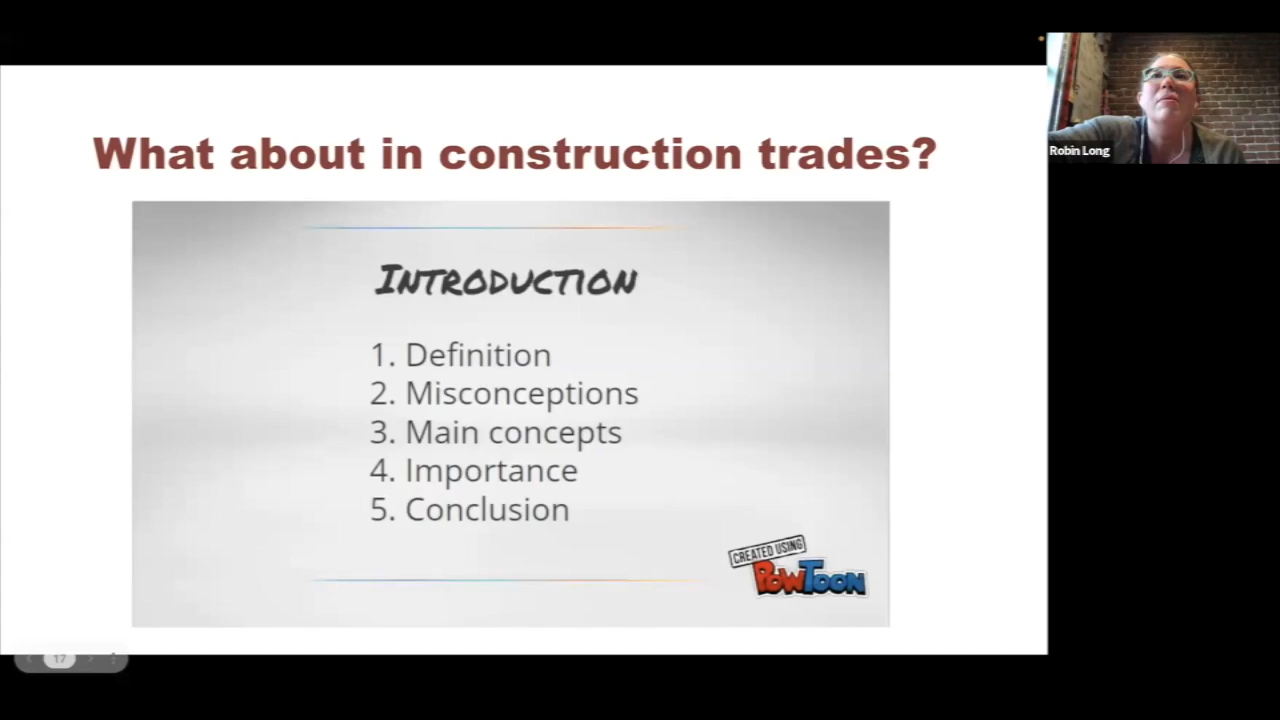 What about in construction trades?
Robin Long
INTRODUCTION
1. Definition
2. Misconceptions
3. Main concepts
4. Importance
5. Conclusion
CREATED USING
POWTOON
17